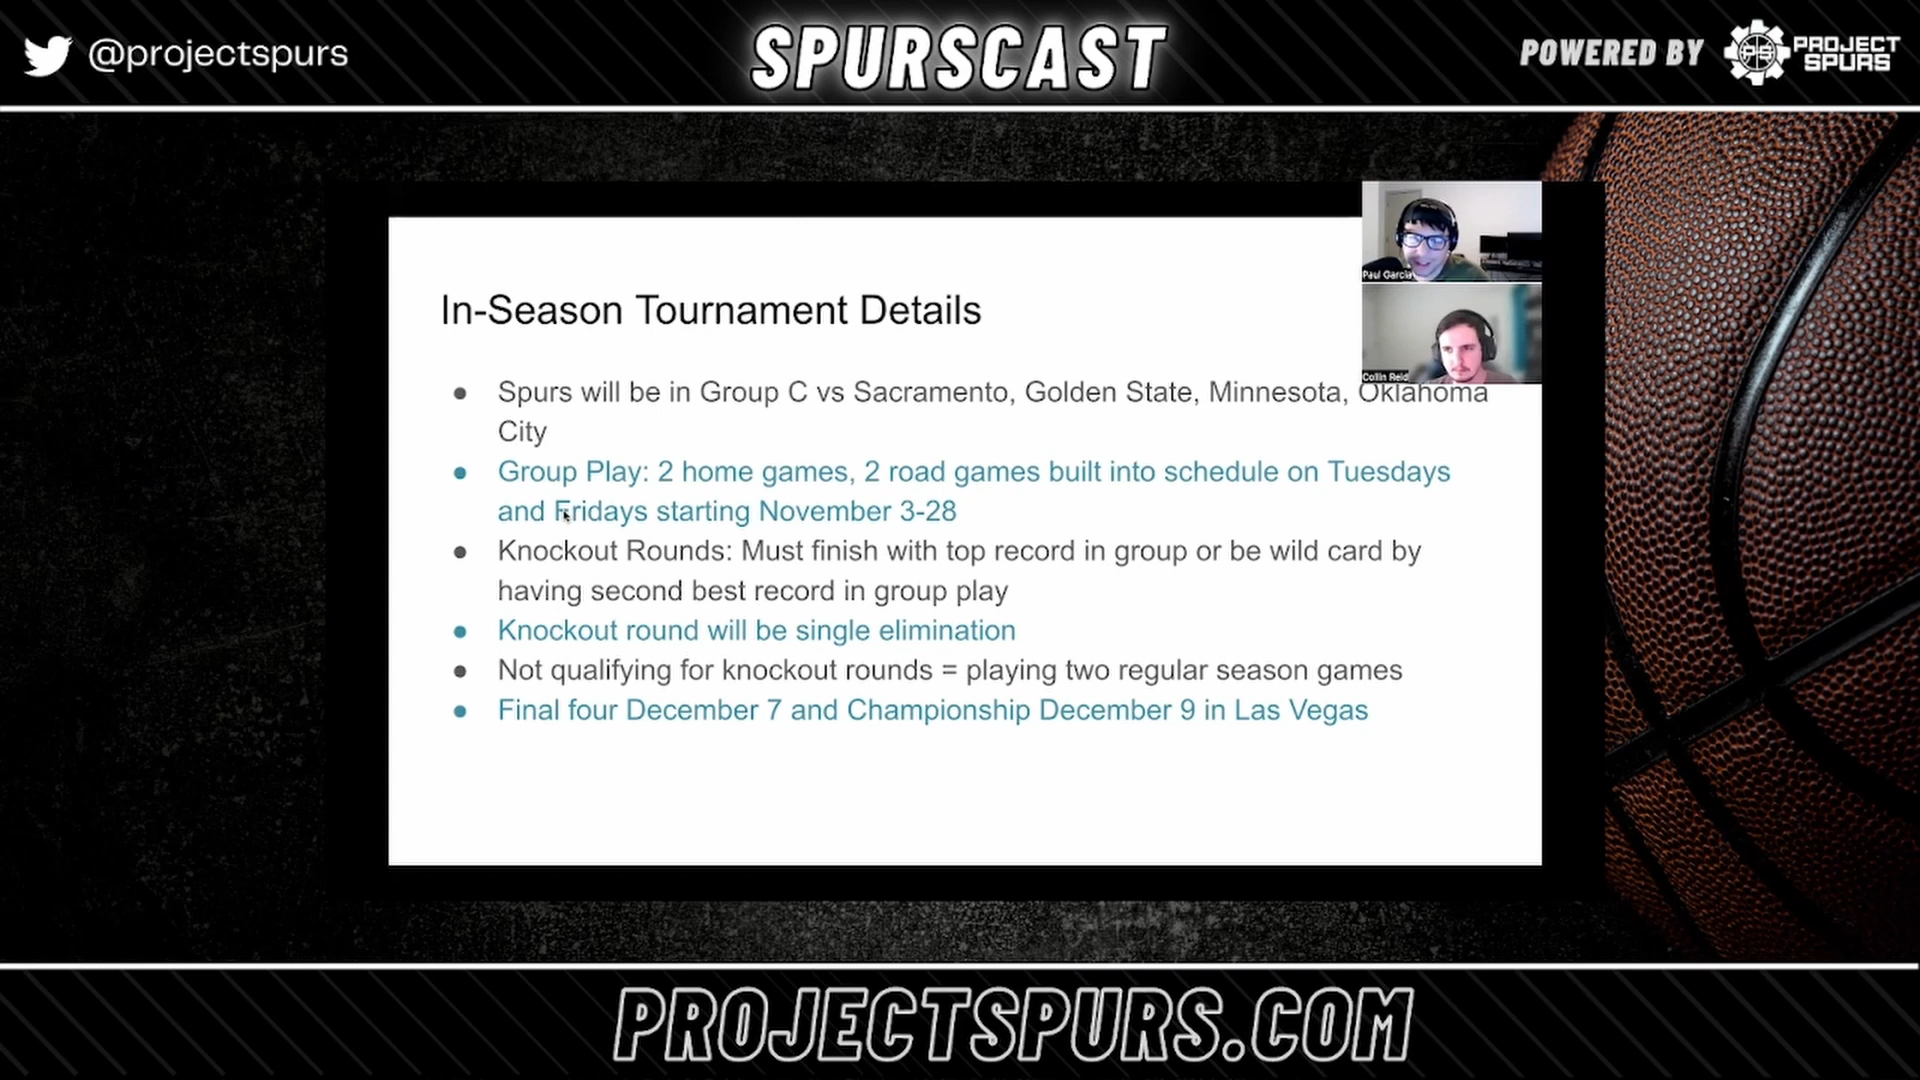 @projectspurs
SPURSCAST
POWERED BY
PS
PROJECT
SPURS
Paul Garcia
Collin Reid
In-Season Tournament Details
● Spurs will be in Group C vs Sacramento, Golden State, Minnesota, Oklahoma
City
● Group Play: 2 home games, 2 road games built into schedule on Tuesdays
and Fridays starting November 3-28
● Knockout Rounds: Must finish with top record in group or be wild card by
having second best record in group play
● Knockout round will be single elimination
● Not qualifying for knockout rounds = playing two regular season games
● Final four December 7 and Championship December 9 in Las Vegas
PROJECTSPURS.COM